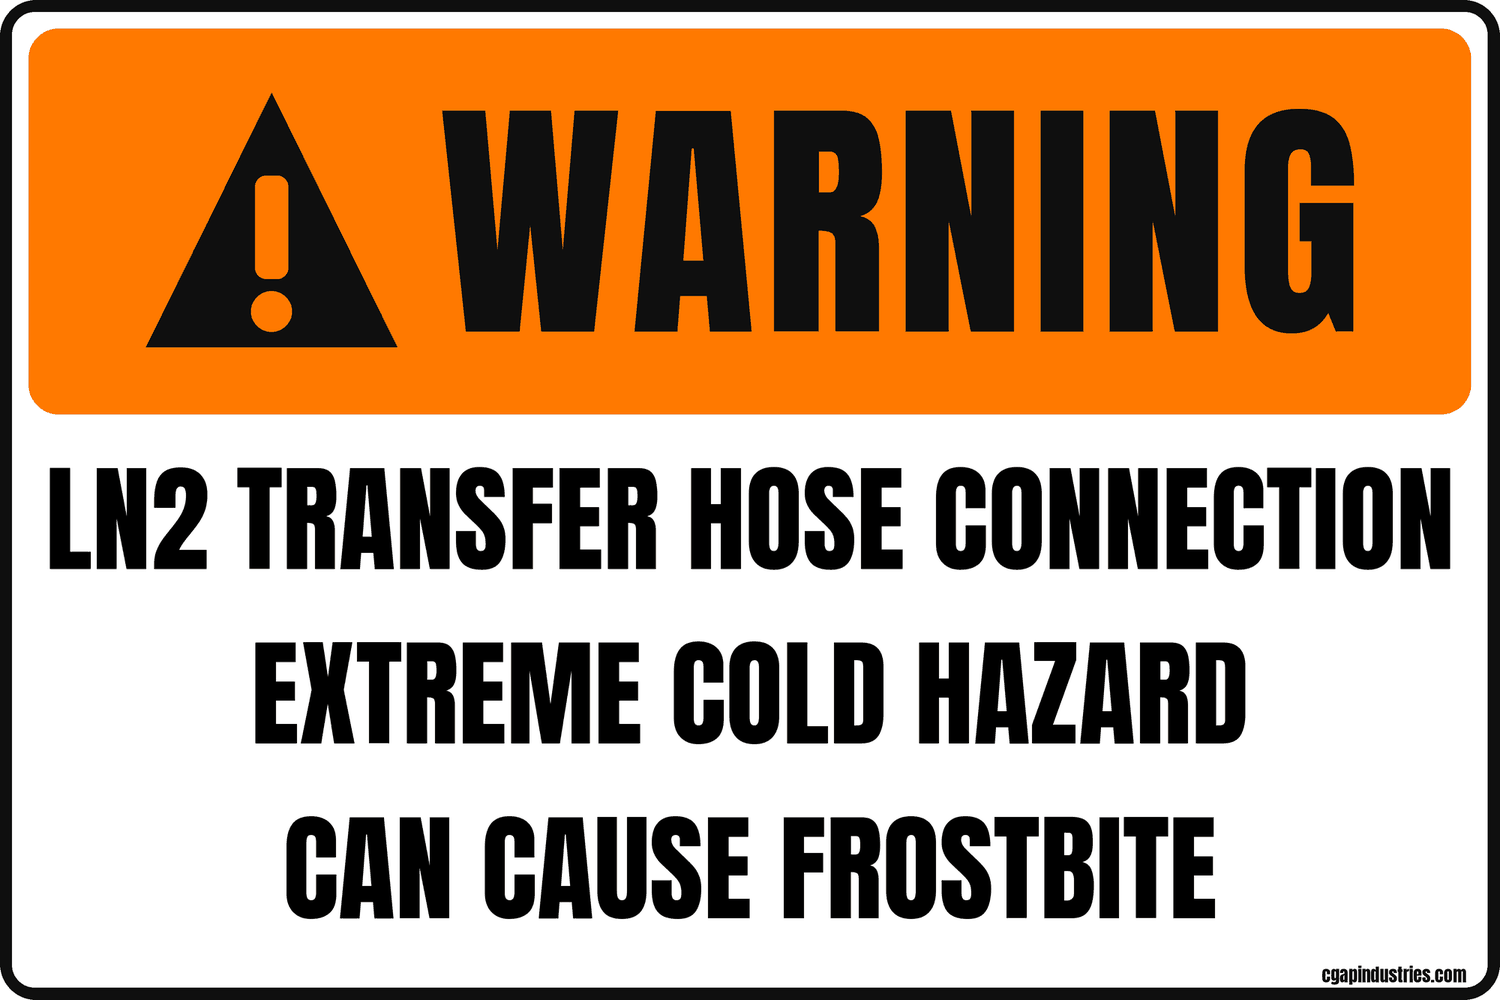 WARNING
LN2 TRANSFER HOSE CONNECTION
EXTREME COLD HAZARD
CAN CAUSE FROSTBITE
cgapindustries.com